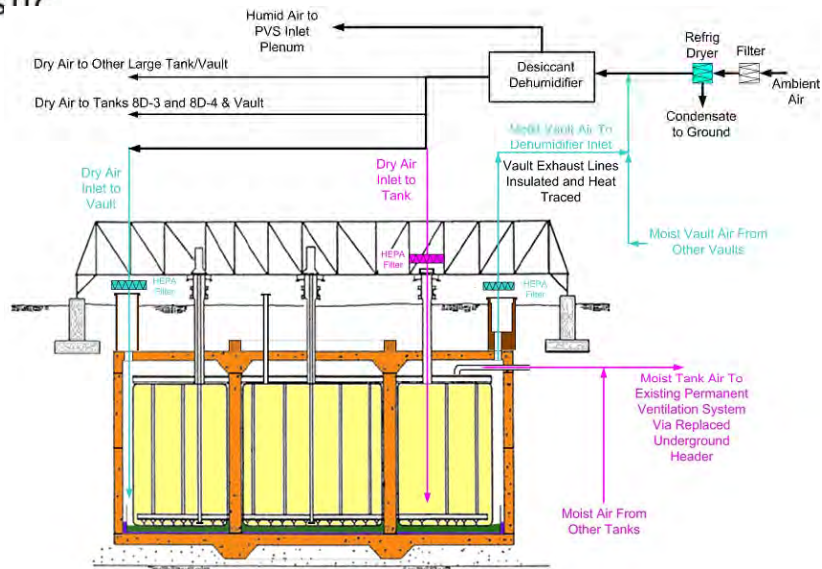 Humid Air to
PVS Inlet
Plenum
Refrig
Dryer
Filter
Dry Air to Other Large Tank/Vault
Desiccant
Dehumidifier
Ambient
Air
Dry Air to Tanks 8D-3 and 8D-4 & Vault
Condensate
to Ground
Moist Vault Air To
Dehumidifier Inlet
Dry Air
Inlet to
Vault
Dry Air
Inlet to
Tank
Vault Exhaust Lines
Insulated and Heat
Traced
Moist Vault Air From
Other Vaults
HEPA
Filter
HEPA
Filter
HEPA
Filter
Moist Tank Air To
Existing Permanent
Ventilation System
Via Replaced
Underground
Header
Moist Air From
Other Tanks